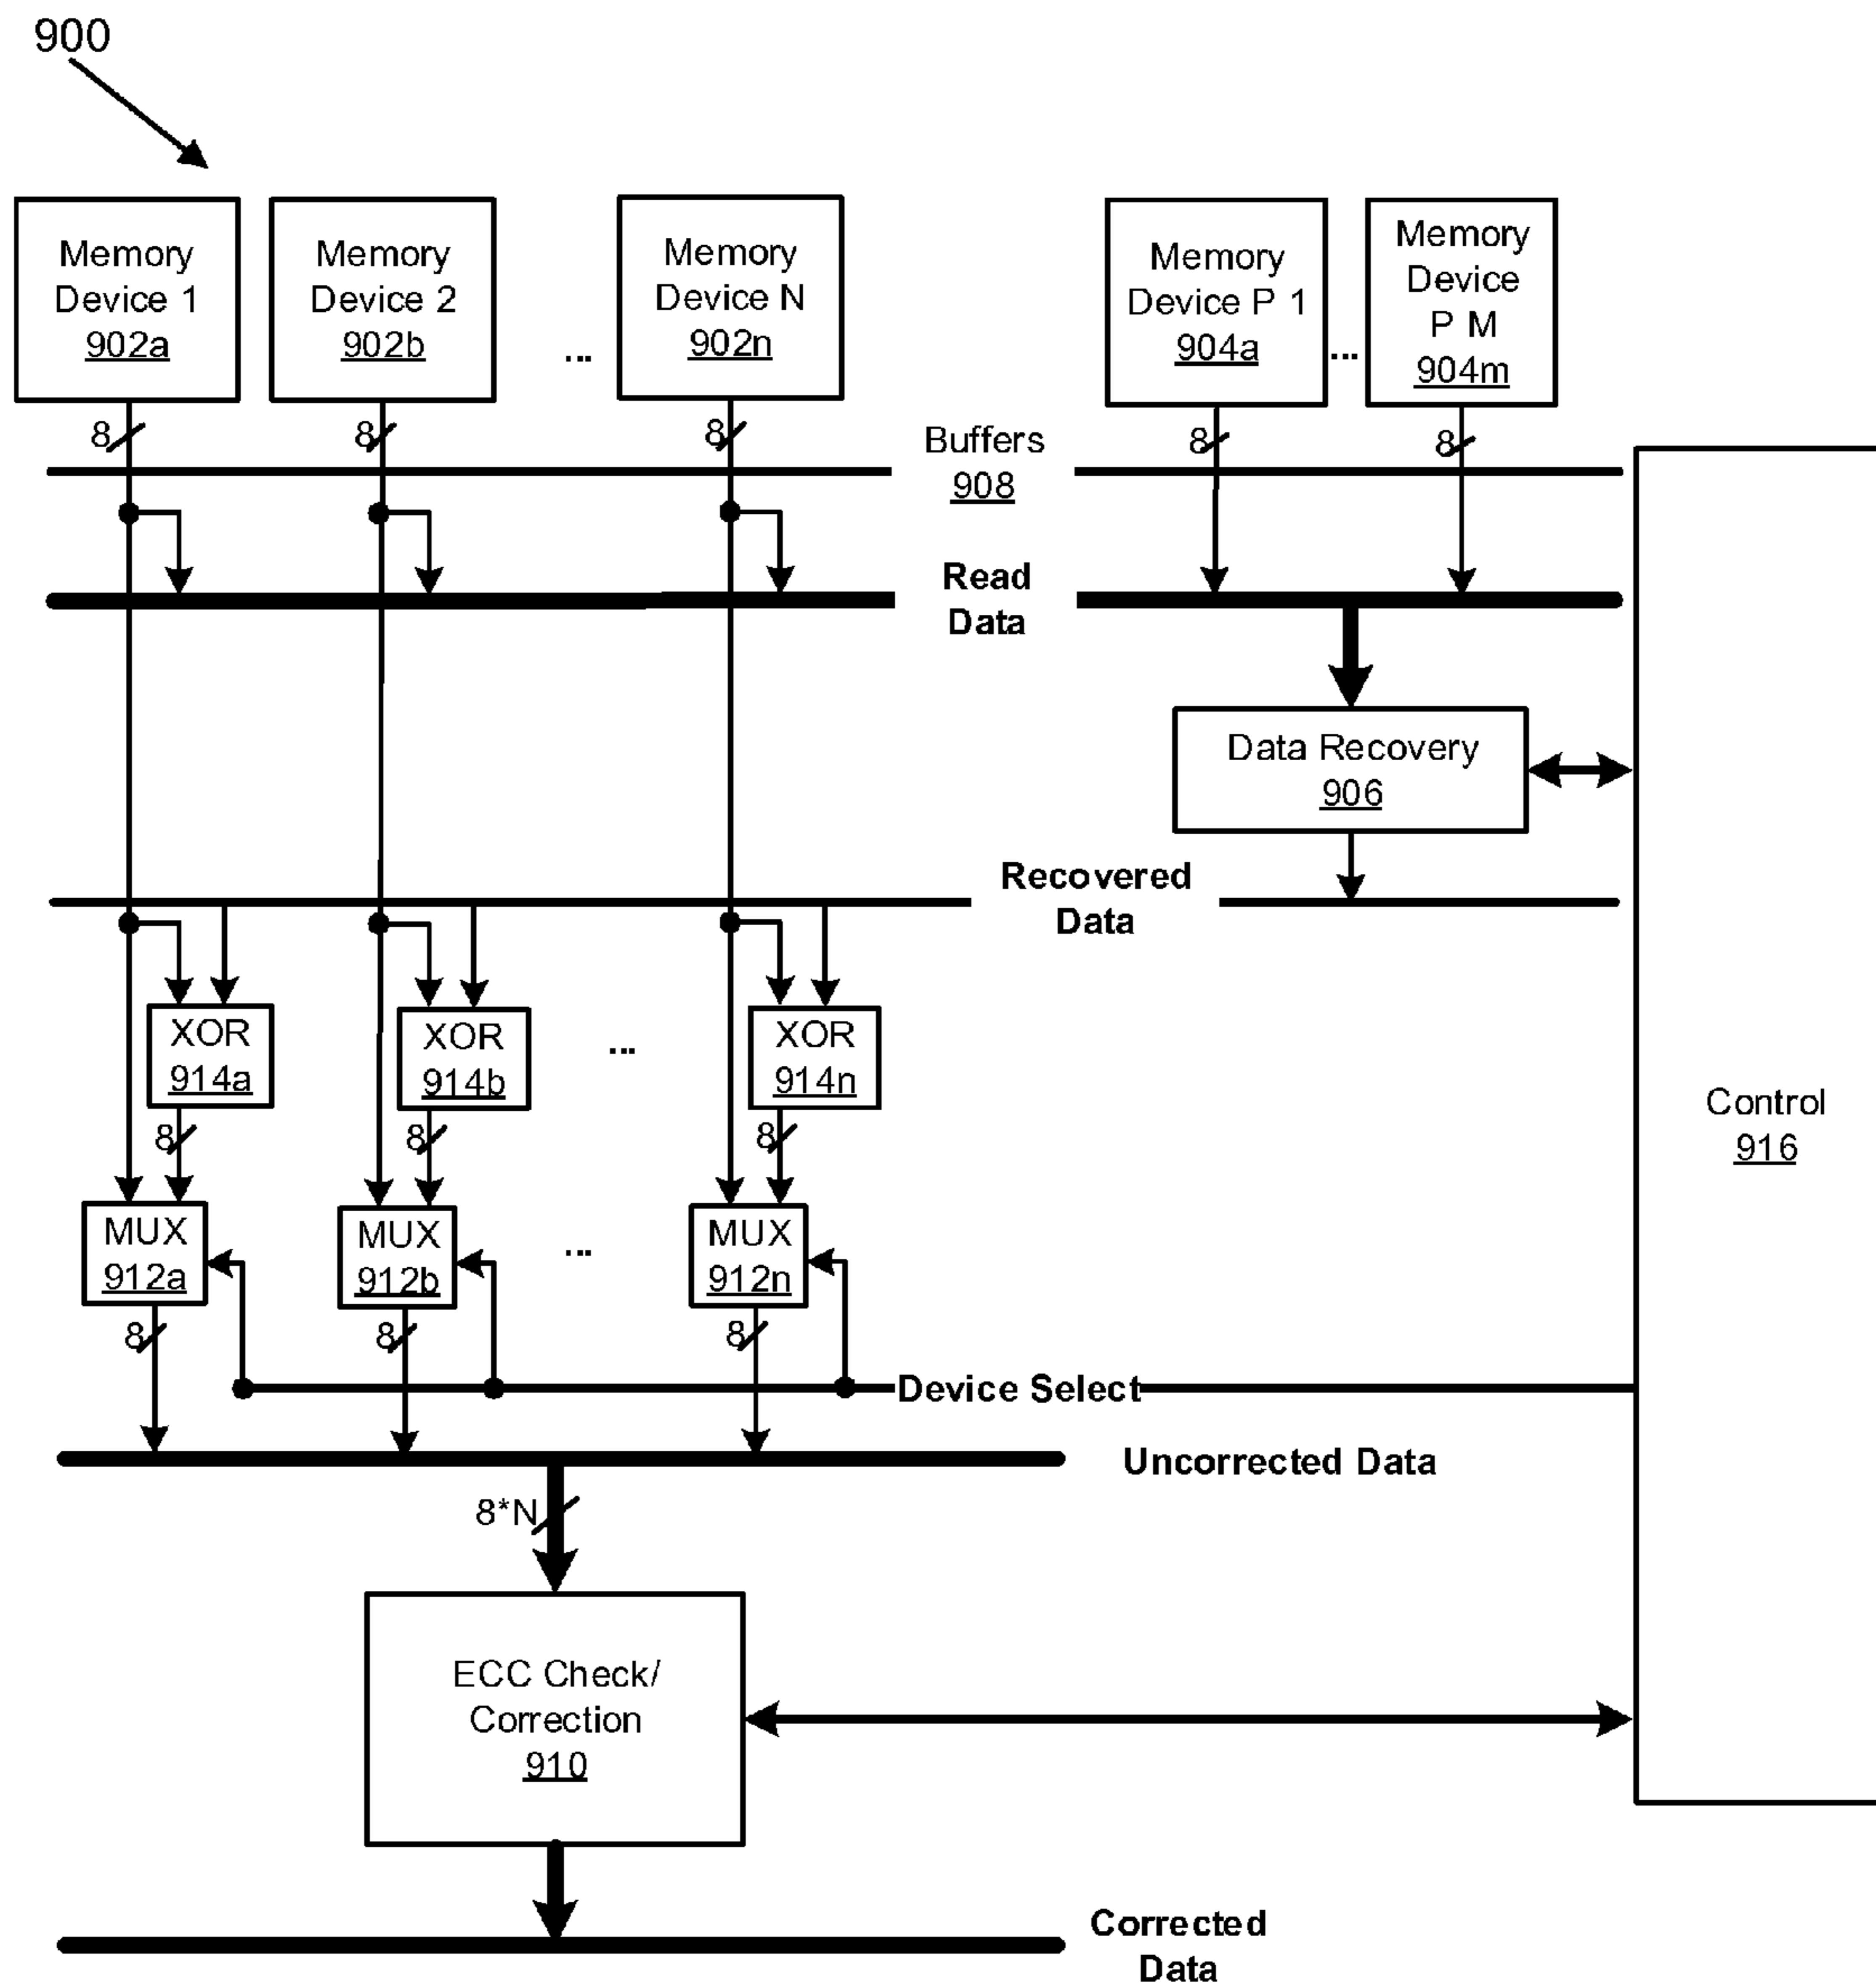 900
Memory
Device 1
902a
Memory
Device 2
902b
...
Memory
Device N
902n
Memory
Device P 1
904a
...
Memory
Device
P M
904m
8
8
8
8
8
Buffers
908
Read
Data
Data Recovery
906
Recovered
Data
XOR
914a
XOR
914b
...
XOR
914n
Control
916
8
8
8
MUX
912a
MUX
912b
...
MUX
912n
8
8
8
Device Select
Uncorrected Data
8*N
ECC Check/
Correction
910
Corrected
Data